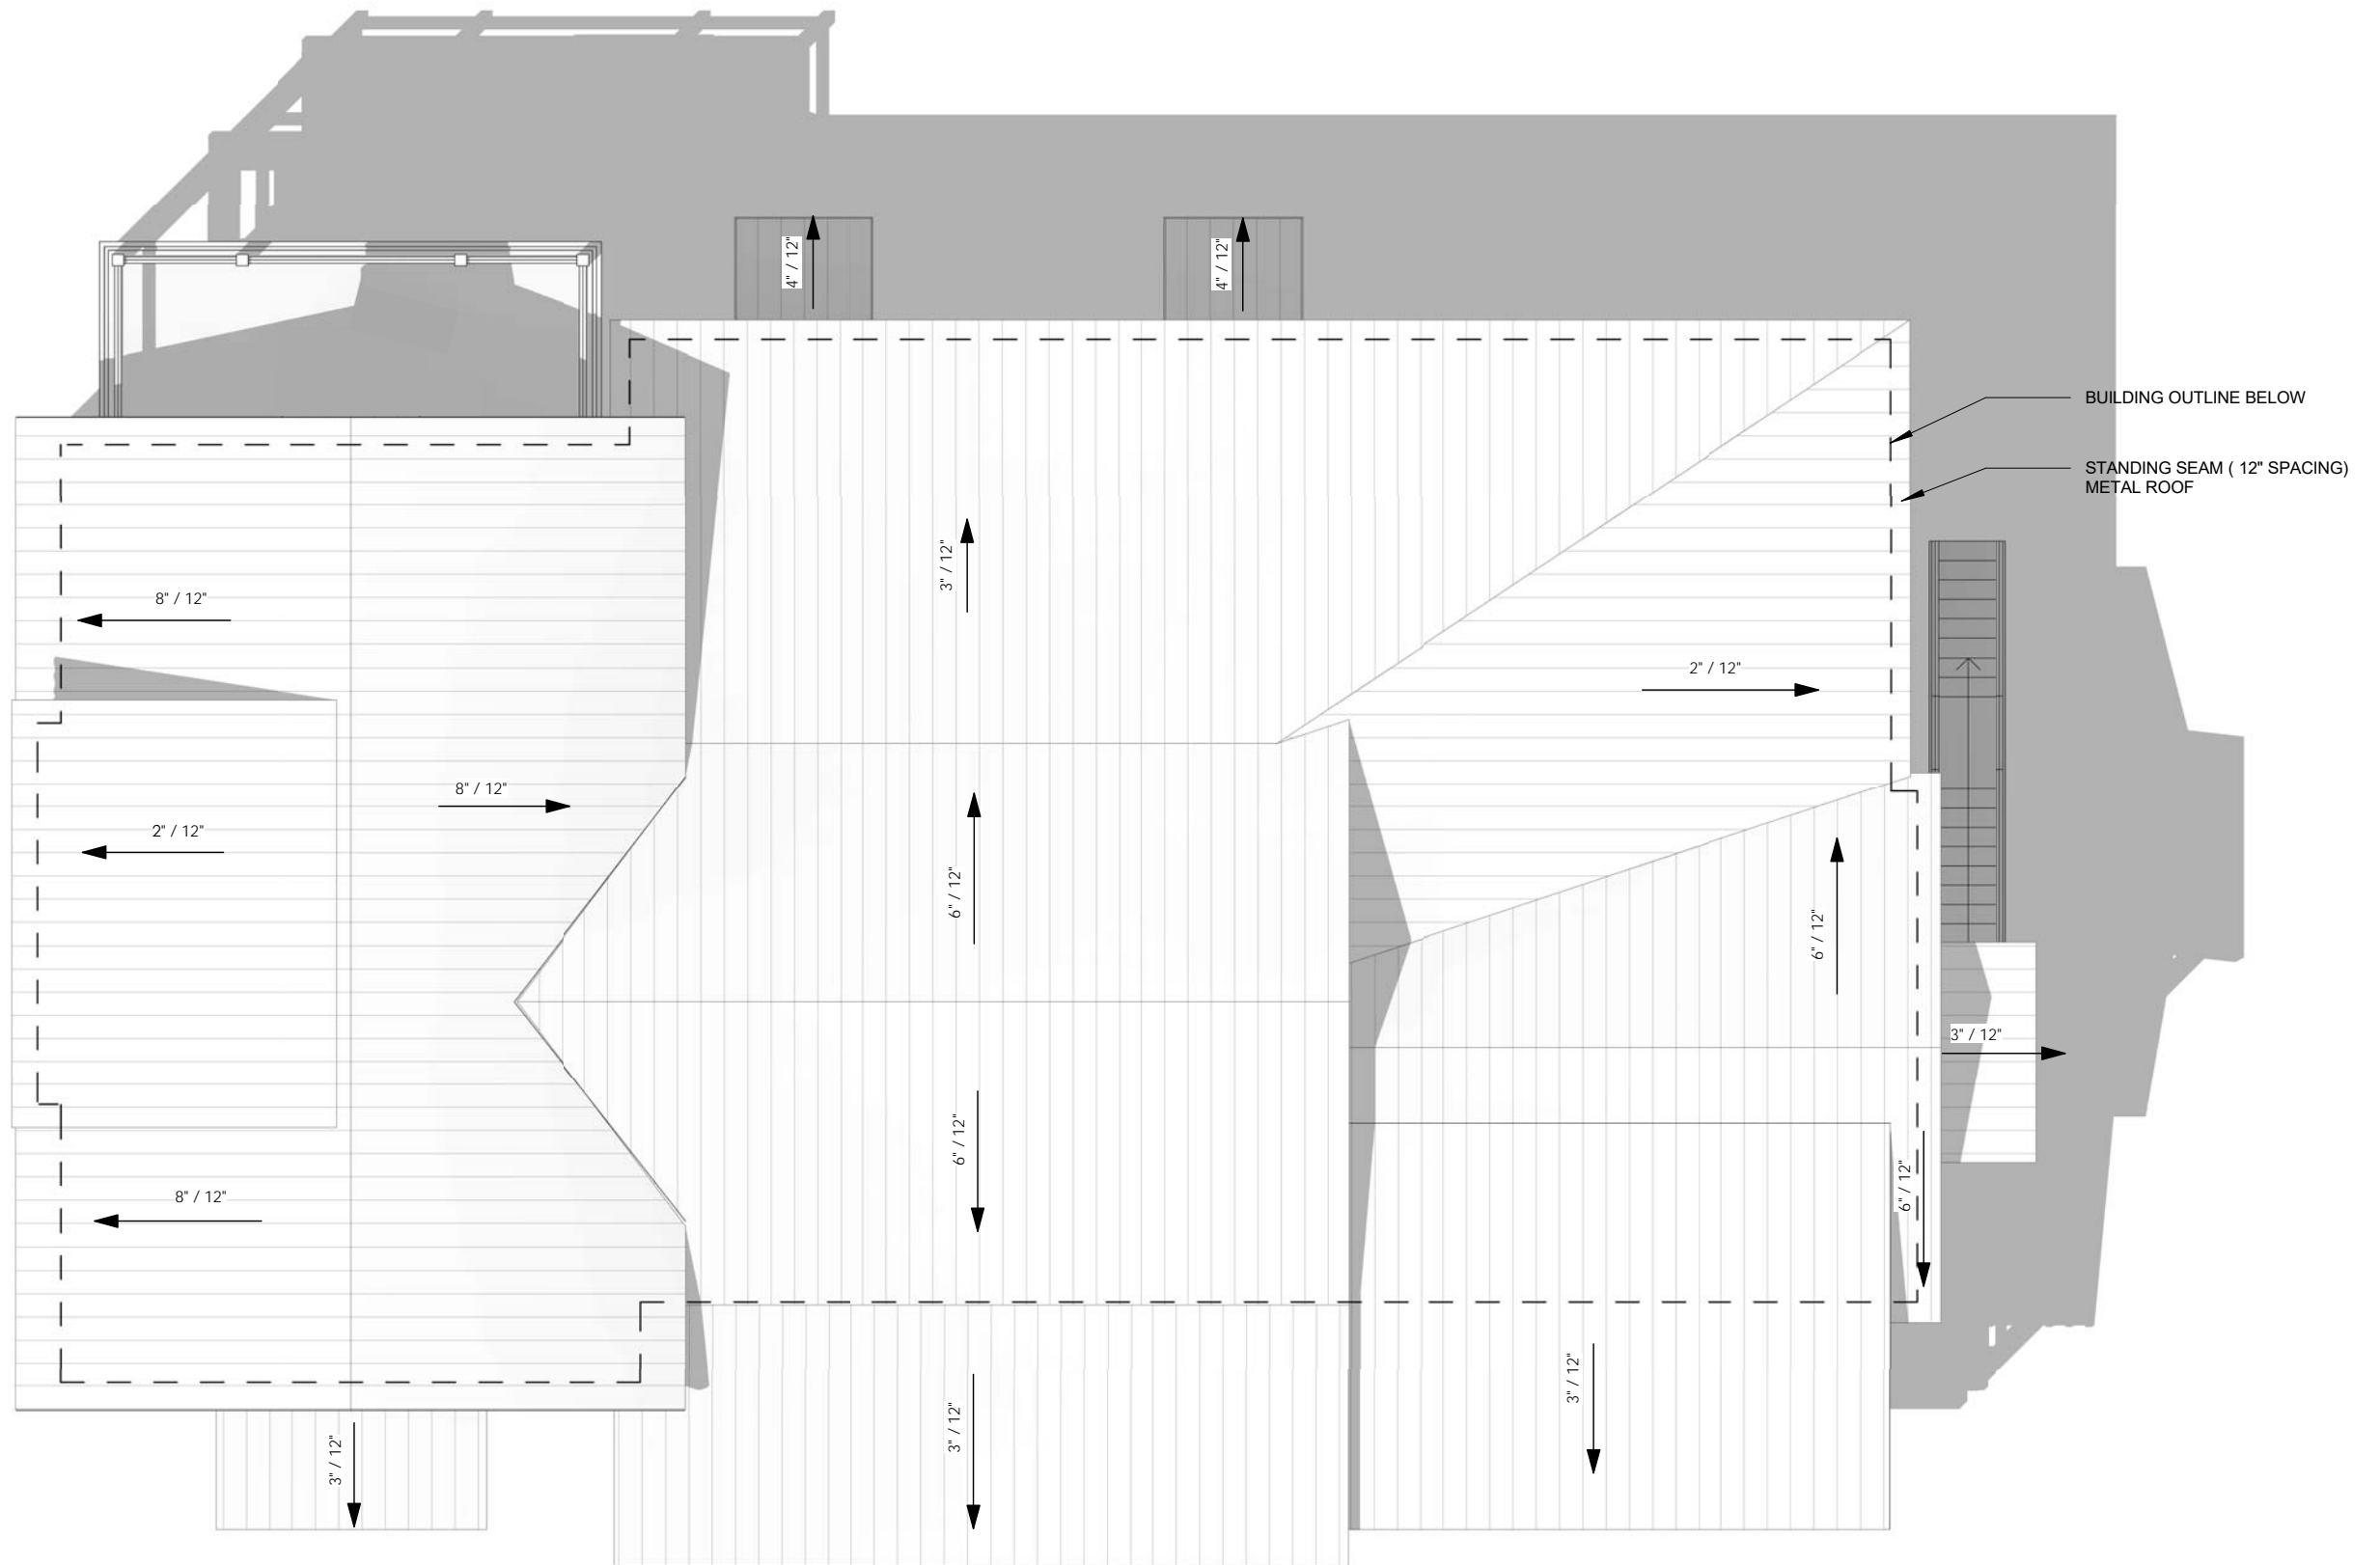 4" / 12"
4" / 12"
BUILDING OUTLINE BELOW
STANDING SEAM ( 12" SPACING)
METAL ROOF
3" / 12"
8" / 12"
2" / 12"
8" / 12"
2" / 12"
6" / 12"
6" / 12"
3" / 12"
6" / 12"
6" / 12"
8" / 12"
3" / 12"
3" / 12"
3" / 12"